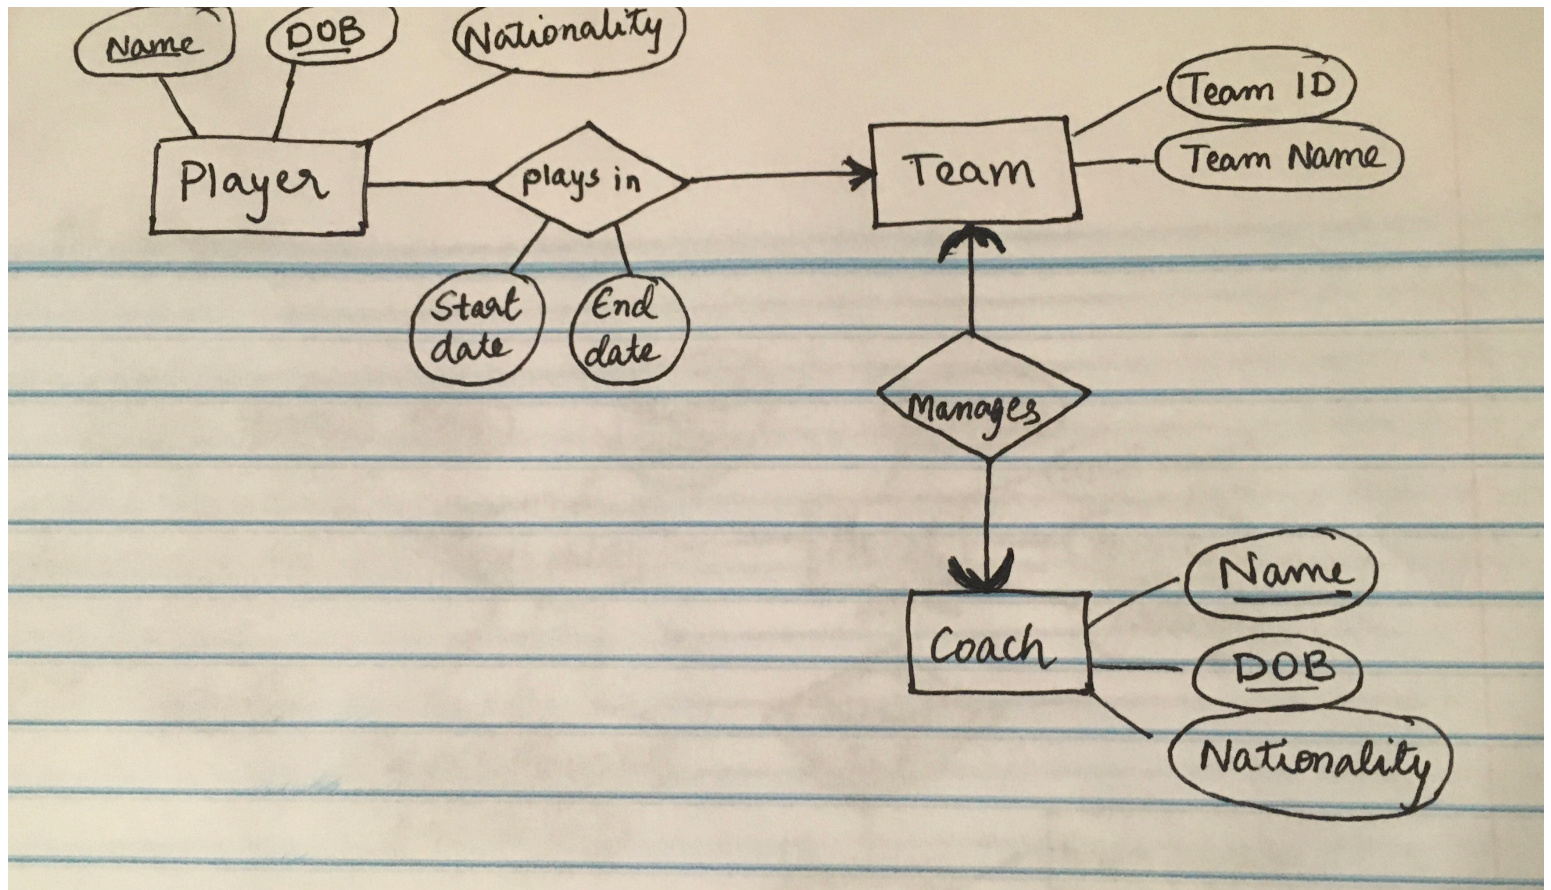 Name
DOB
Nationality
Player
plays in
Team
Team ID
Team Name
Start
date
End
date
Manages
Coach
Name
DOB
Nationality